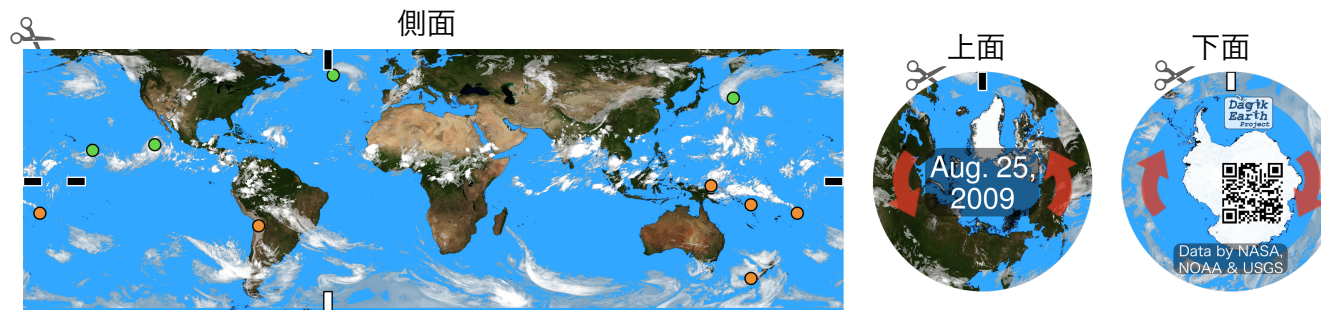 側面
上面
下面
Aug. 25,
2009
Dagik
Earth
Project
Data by NASA,
NOAA & USGS